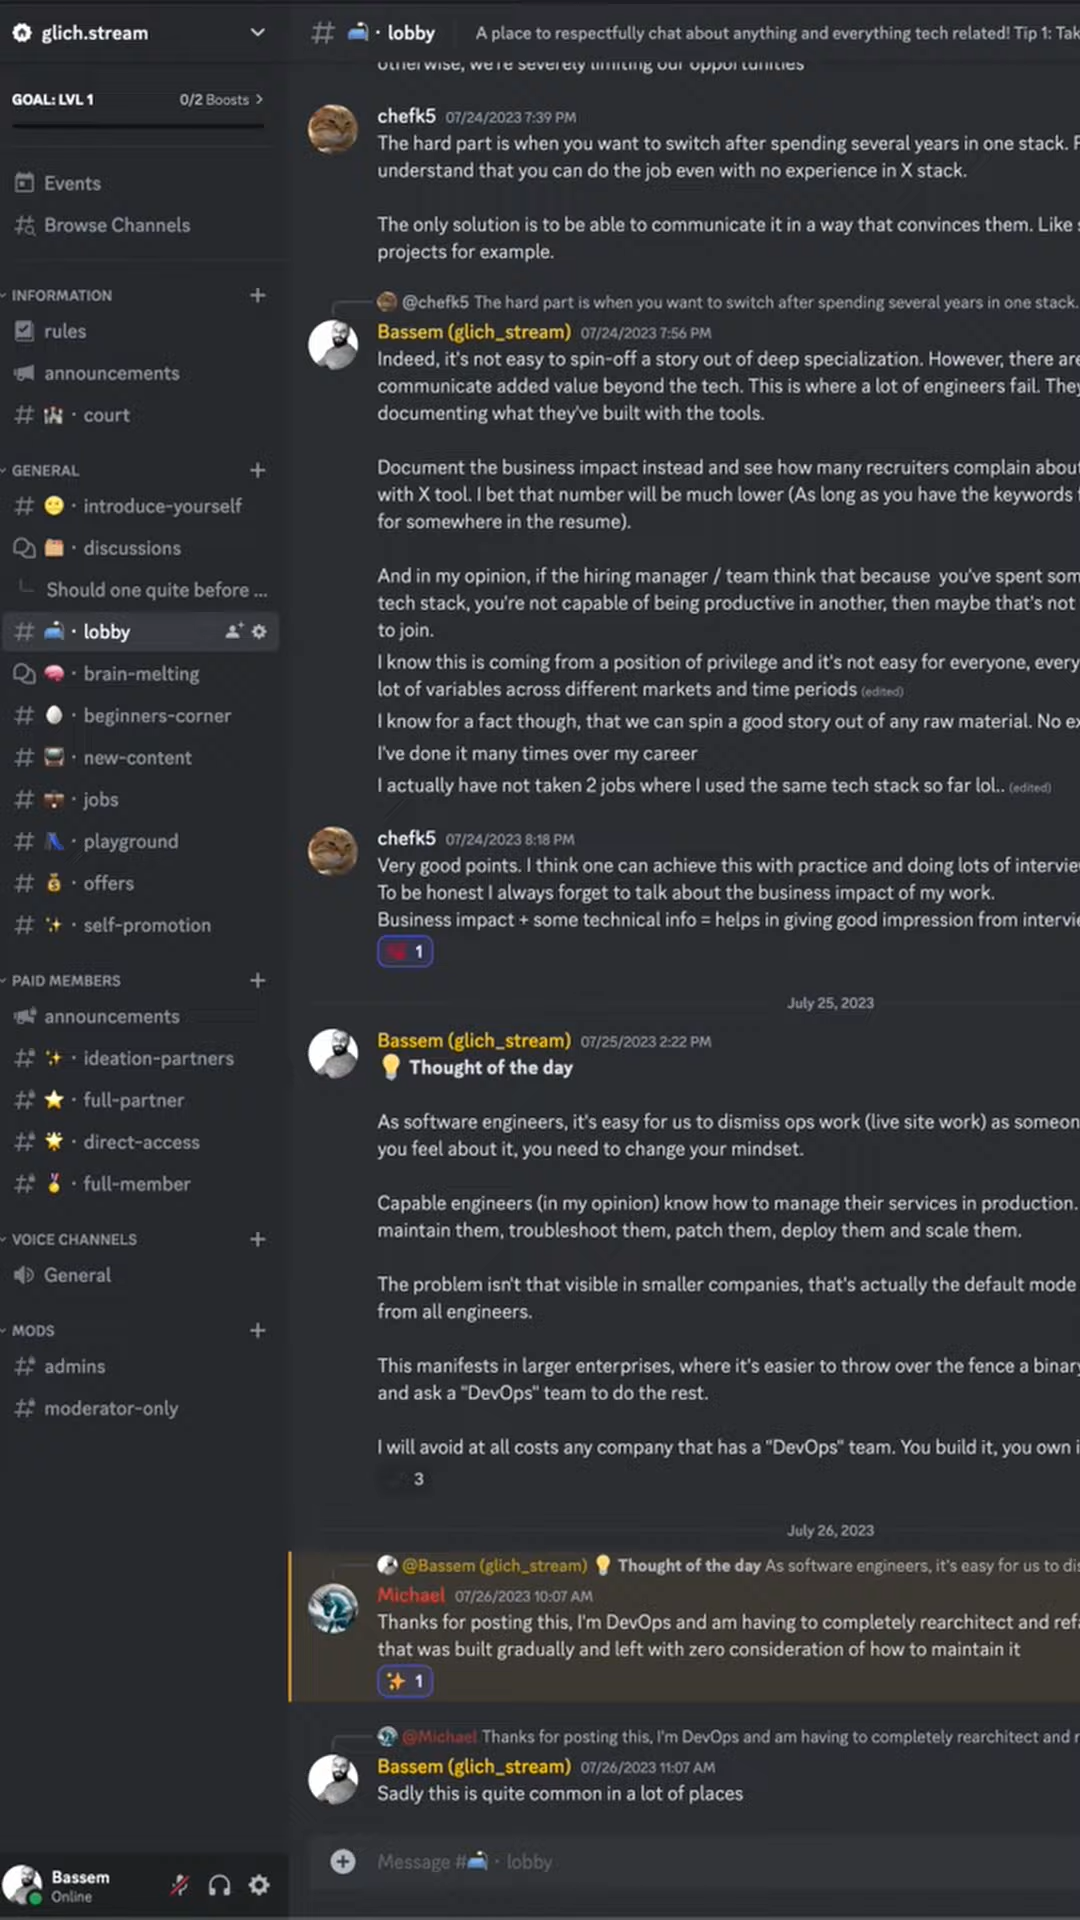 glich.stream
GOAL: LVL 1 0/2 Boosts >
Events
Browse Channels
INFORMATION
rules
announcements
court
GENERAL
introduce-yourself
discussions
Should one quite before ...
lobby
brain-melting
beginners-corner
new-content
jobs
playground
offers
self-promotion
PAID MEMBERS
announcements
ideation-partners
full-partner
direct-access
full-member
VOICE CHANNELS
General
MODS
admins
moderator-only
Bassem
Online
# · lobby A place to respectfully chat about anything and everything tech related! Tip 1: Tak
otherwise, we're severely limiting our opportunities
chefk5 07/24/2023 7:39 PM
The hard part is when you want to switch after spending several years in one stack.
understand that you can do the job even with no experience in X stack.
The only solution is to be able to communicate it in a way that convinces them. Like
projects for example.
@chefk5 The hard part is when you want to switch after spending several years in one stack.
Bassem (glich_stream) 07/24/2023 7:56 PM
Indeed, it's not easy to spin-off a story out of deep specialization. However, there are
communicate added value beyond the tech. This is where a lot of engineers fail. They
documenting what they've built with the tools.
Document the business impact instead and see how many recruiters complain abou
with X tool. I bet that number will be much lower (As long as you have the keywords
for somewhere in the resume).
And in my opinion, if the hiring manager / team think that because you've spent som
tech stack, you're not capable of being productive in another, then maybe that's not
to join.
I know this is coming from a position of privilege and it's not easy for everyone, every
lot of variables across different markets and time periods (edited)
I know for a fact though, that we can spin a good story out of any raw material. No ex
I've done it many times over my career
I actually have not taken 2 jobs where I used the same tech stack so far lol.. (edited)
chefk5 07/24/2023 8:18 PM
Very good points. I think one can achieve this with practice and doing lots of intervie
To be honest I always forget to talk about the business impact of my work.
Business impact + some technical info = helps in giving good impression from intervie
1
July 25, 2023
Bassem (glich_stream) 07/25/2023 2:22 PM
Thought of the day
As software engineers, it's easy for us to dismiss ops work (live site work) as someon
you feel about it, you need to change your mindset.
Capable engineers (in my opinion) know how to manage their services in production.
maintain them, troubleshoot them, patch them, deploy them and scale them.
The problem isn't that visible in smaller companies, that's actually the default mode
from all engineers.
This manifests in larger enterprises, where it's easier to throw over the fence a binary
and ask a "DevOps" team to do the rest.
I will avoid at all costs any company that has a "DevOps" team. You build it, you own i
3
July 26, 2023
@Bassem (glich_stream) Thought of the day As software engineers, it's easy for us to dis
Michael 07/26/2023 10:07 AM
Thanks for posting this, I'm DevOps and am having to completely rearchitect and ref
that was built gradually and left with zero consideration of how to maintain it
1
@Michael Thanks for posting this, I'm DevOps and am having to completely rearchitect and r
Bassem (glich_stream) 07/26/2023 11:07 AM
Sadly this is quite common in a lot of places
Message # · lobby